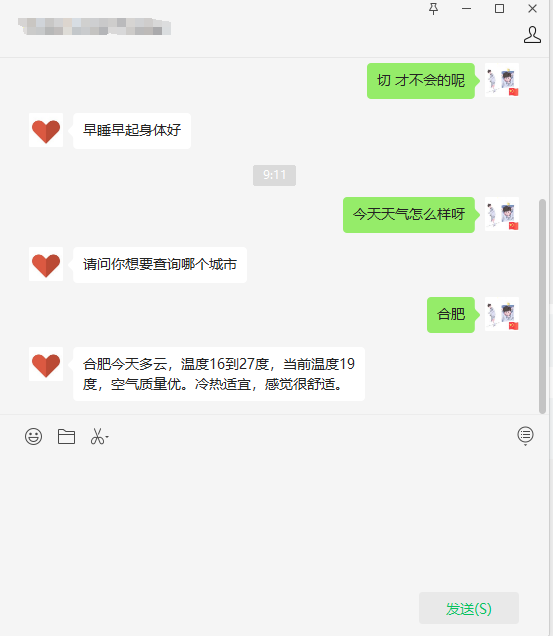 切 才不会的呢
早睡早起身体好
9:11
今天天气怎么样呀
请问你想要查询哪个城市
合肥
合肥今天多云，温度16到27度，当前温度19
度，空气质量优。冷热适宜，感觉很舒适。
发送(S)